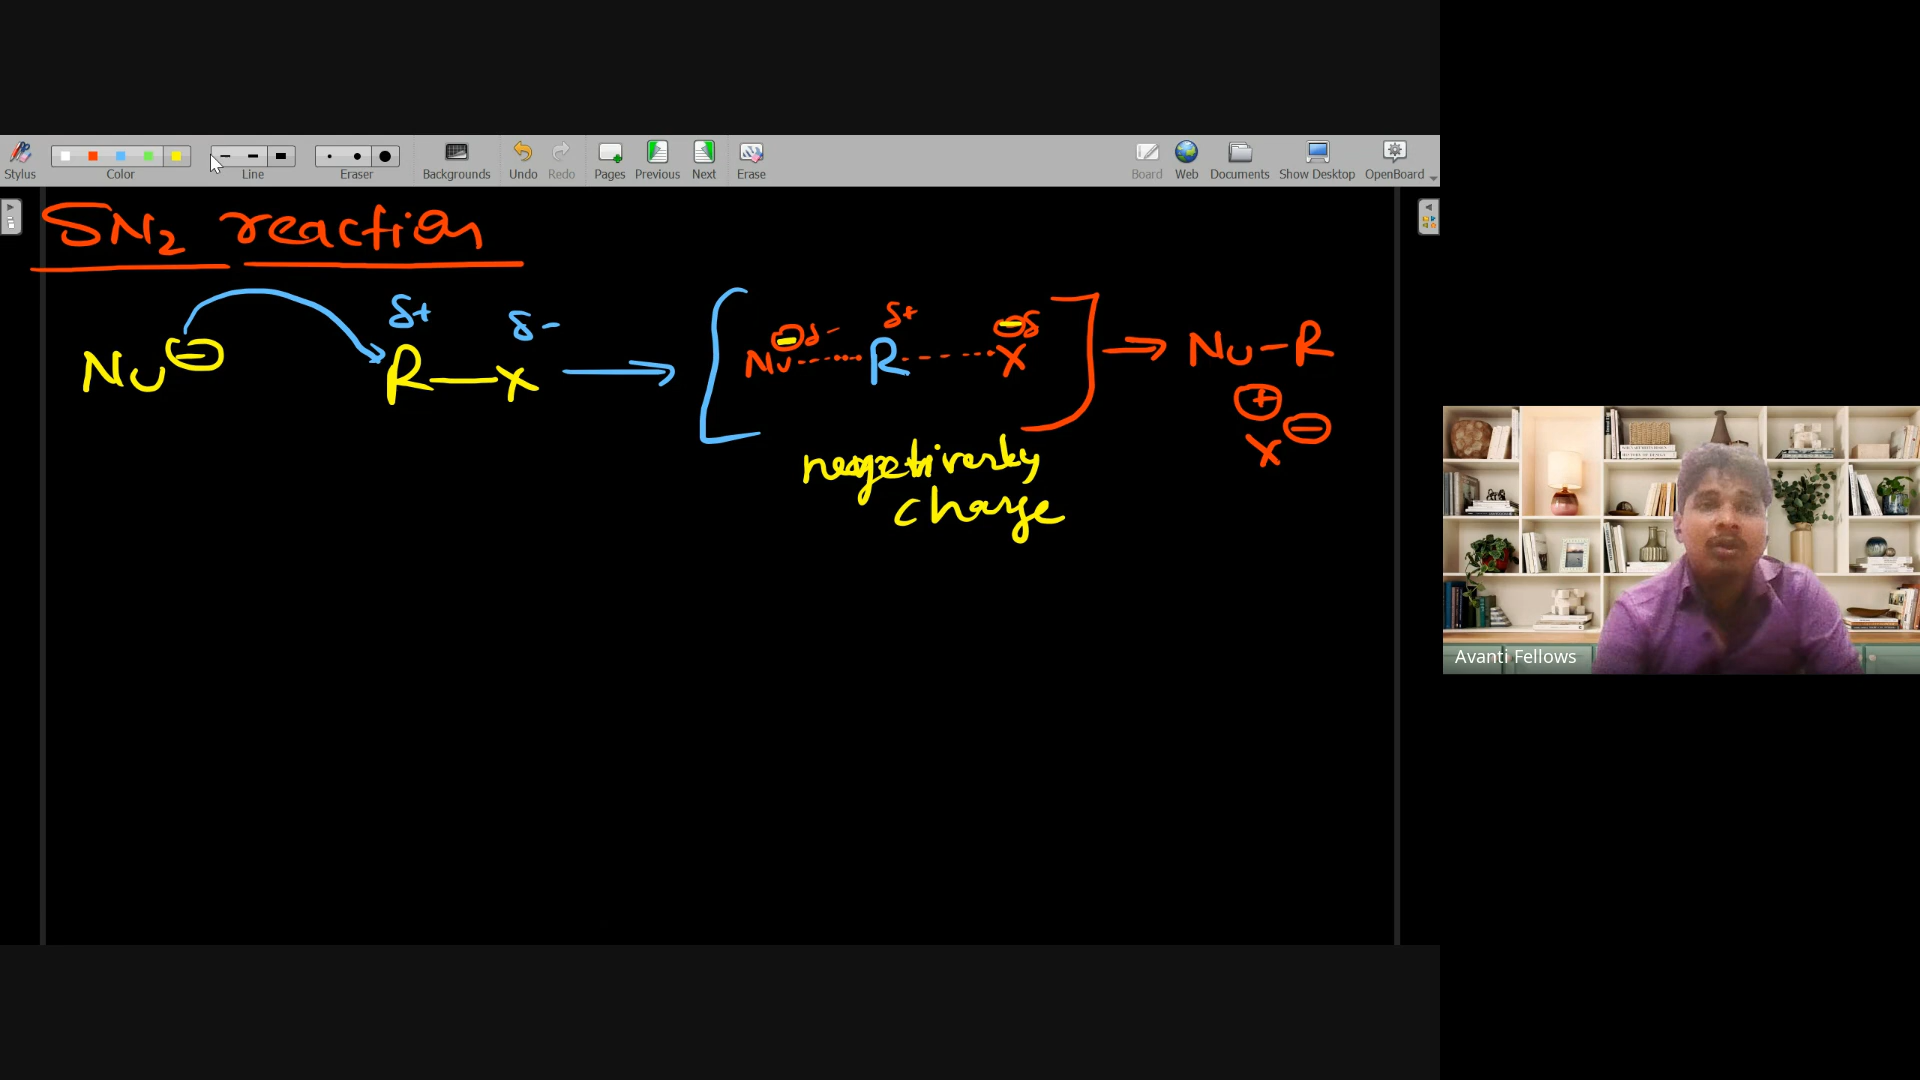 Stylus Color Line Eraser Backgrounds Undo Redo Pages Previous Next Erase Board Web Documents Show Desktop OpenBoard
SN2 reaction
Nu⊖ δ+ R—X δ- → [Nu⊖δ- ------ R δ+ ------ X⊖δ] → Nu–R
⊕
X⊖
charge
Avanti Fellows